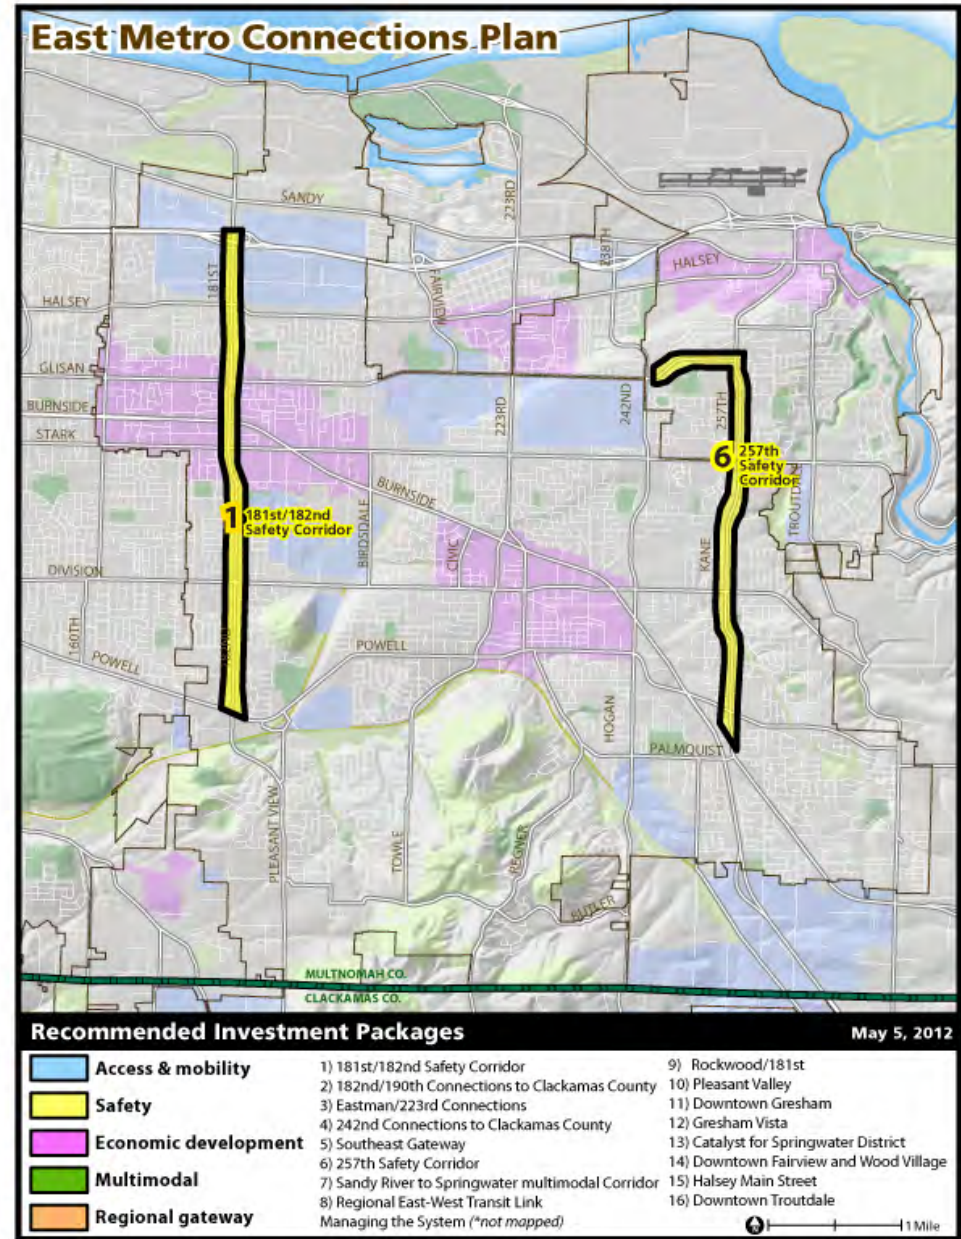 East Metro Connections Plan
SANDY
223RD
238TH
HALSEY
181ST
FAIRVIEW
HALSEY
GLISAN
BURNSIDE
STARK
223RD
242ND
257TH
6 257th
Safety
Corridor
TROUTDALE
BURNSIDE
1 181st/182nd
Safety Corridor
BIRDSDALE
CIVIC
KANE
DIVISION
160TH
POWELL
POWELL
HOGAN
PALMQUIST
PLEASANT VIEW
TOWLE
REGNER
BUTLER
MULTNOMAH CO.
CLACKAMAS CO.
Recommended Investment Packages May 5, 2012
Access & mobility
Safety
Economic development
Multimodal
Regional gateway
1) 181st/182nd Safety Corridor
2) 182nd/190th Connections to Clackamas County
3) Eastman/223rd Connections
4) 242nd Connections to Clackamas County
5) Southeast Gateway
6) 257th Safety Corridor
7) Sandy River to Springwater multimodal Corridor
8) Regional East-West Transit Link
Managing the System (*not mapped)
9) Rockwood/181st
10) Pleasant Valley
11) Downtown Gresham
12) Gresham Vista
13) Catalyst for Springwater District
14) Downtown Fairview and Wood Village
15) Halsey Main Street
16) Downtown Troutdale
1 Mile